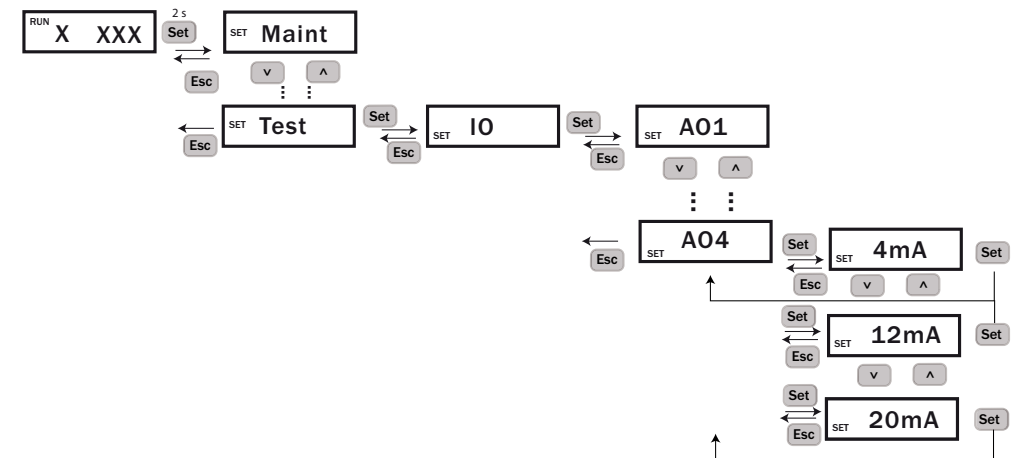 2 s
RUN X XXX Set SET Maint
Esc ˅ ˄
SET Test Set SET IO Set SET AO1
Esc Esc Esc
˅ ˄
SET AO4 Set SET 4mA Set
Esc Esc ˅ ˄
Set SET 12mA Set
Esc
˅ ˄
Set SET 20mA Set
Esc